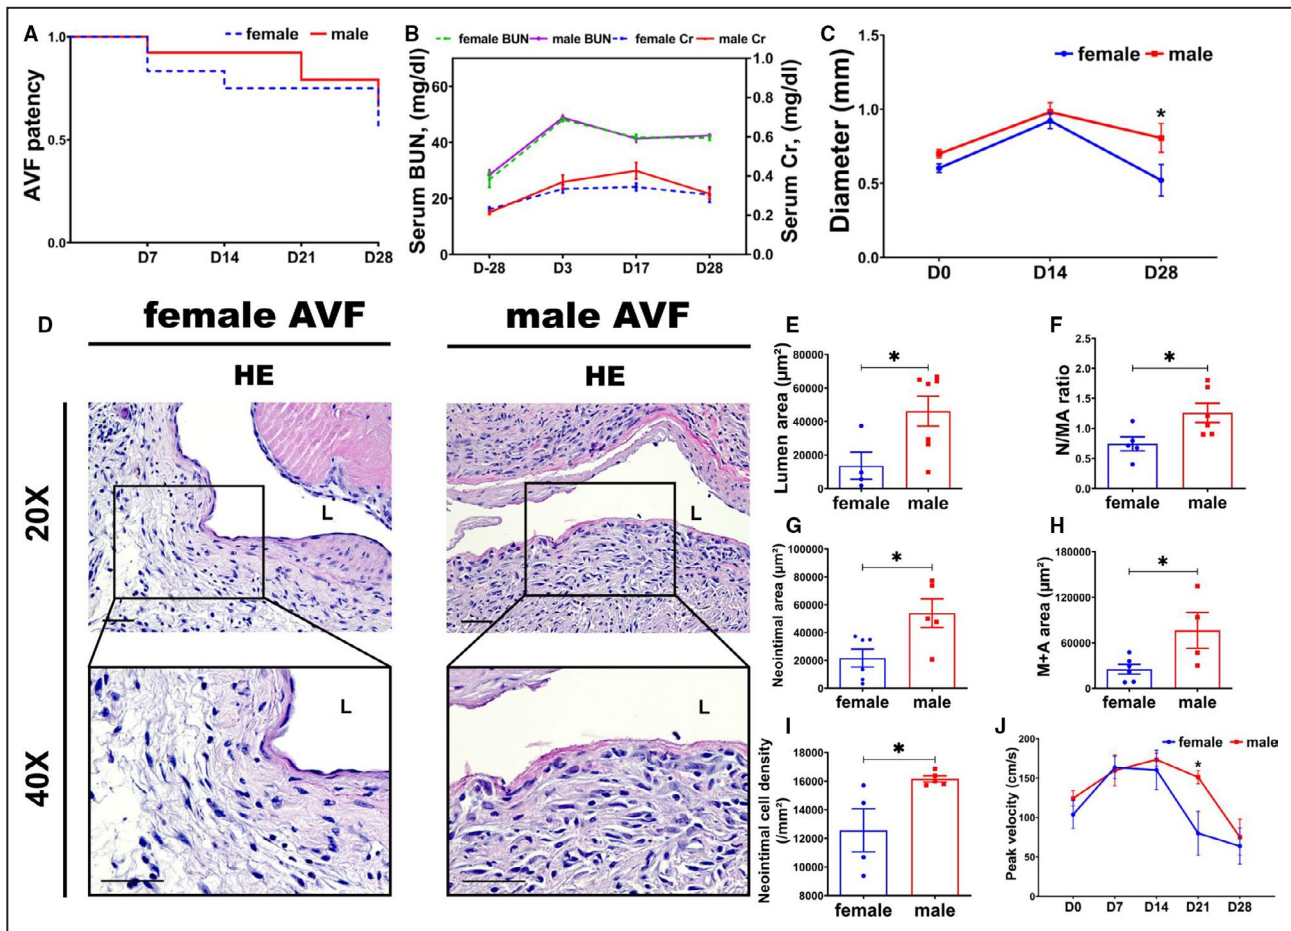 A
female male
AVF patency
1.0
0.5
0.0
D7 D14 D21 D28
B
female BUN male BUN female Cr male Cr
Serum BUN, (mg/dl)
60
40
20
0
Serum Cr, (mg/dl)
1.0
0.8
0.6
0.4
0.2
0.0
D-28 D3 D17 D28
C
female male
Diameter (mm)
1.5
1.0
0.5
0.0
*
D0 D14 D28
D
female AVF male AVF
HE HE
20X
L L
40X
L L
E
Lumen area (μm²)
80000
60000
40000
20000
0
*
female male
F
N/MA ratio
2.5
2.0
1.5
1.0
0.5
0.0
*
female male
G
Neointimal area (μm²)
100000
80000
60000
40000
20000
0
*
female male
H
M+A area (μm²)
180000
120000
60000
0
*
female male
I
Neointimal cell density
(/mm²)
18000
16000
14000
12000
10000
8000
*
female male
J
female male
Peak velocity (cm/s)
200
150
100
50
0
*
D0 D7 D14 D21 D28